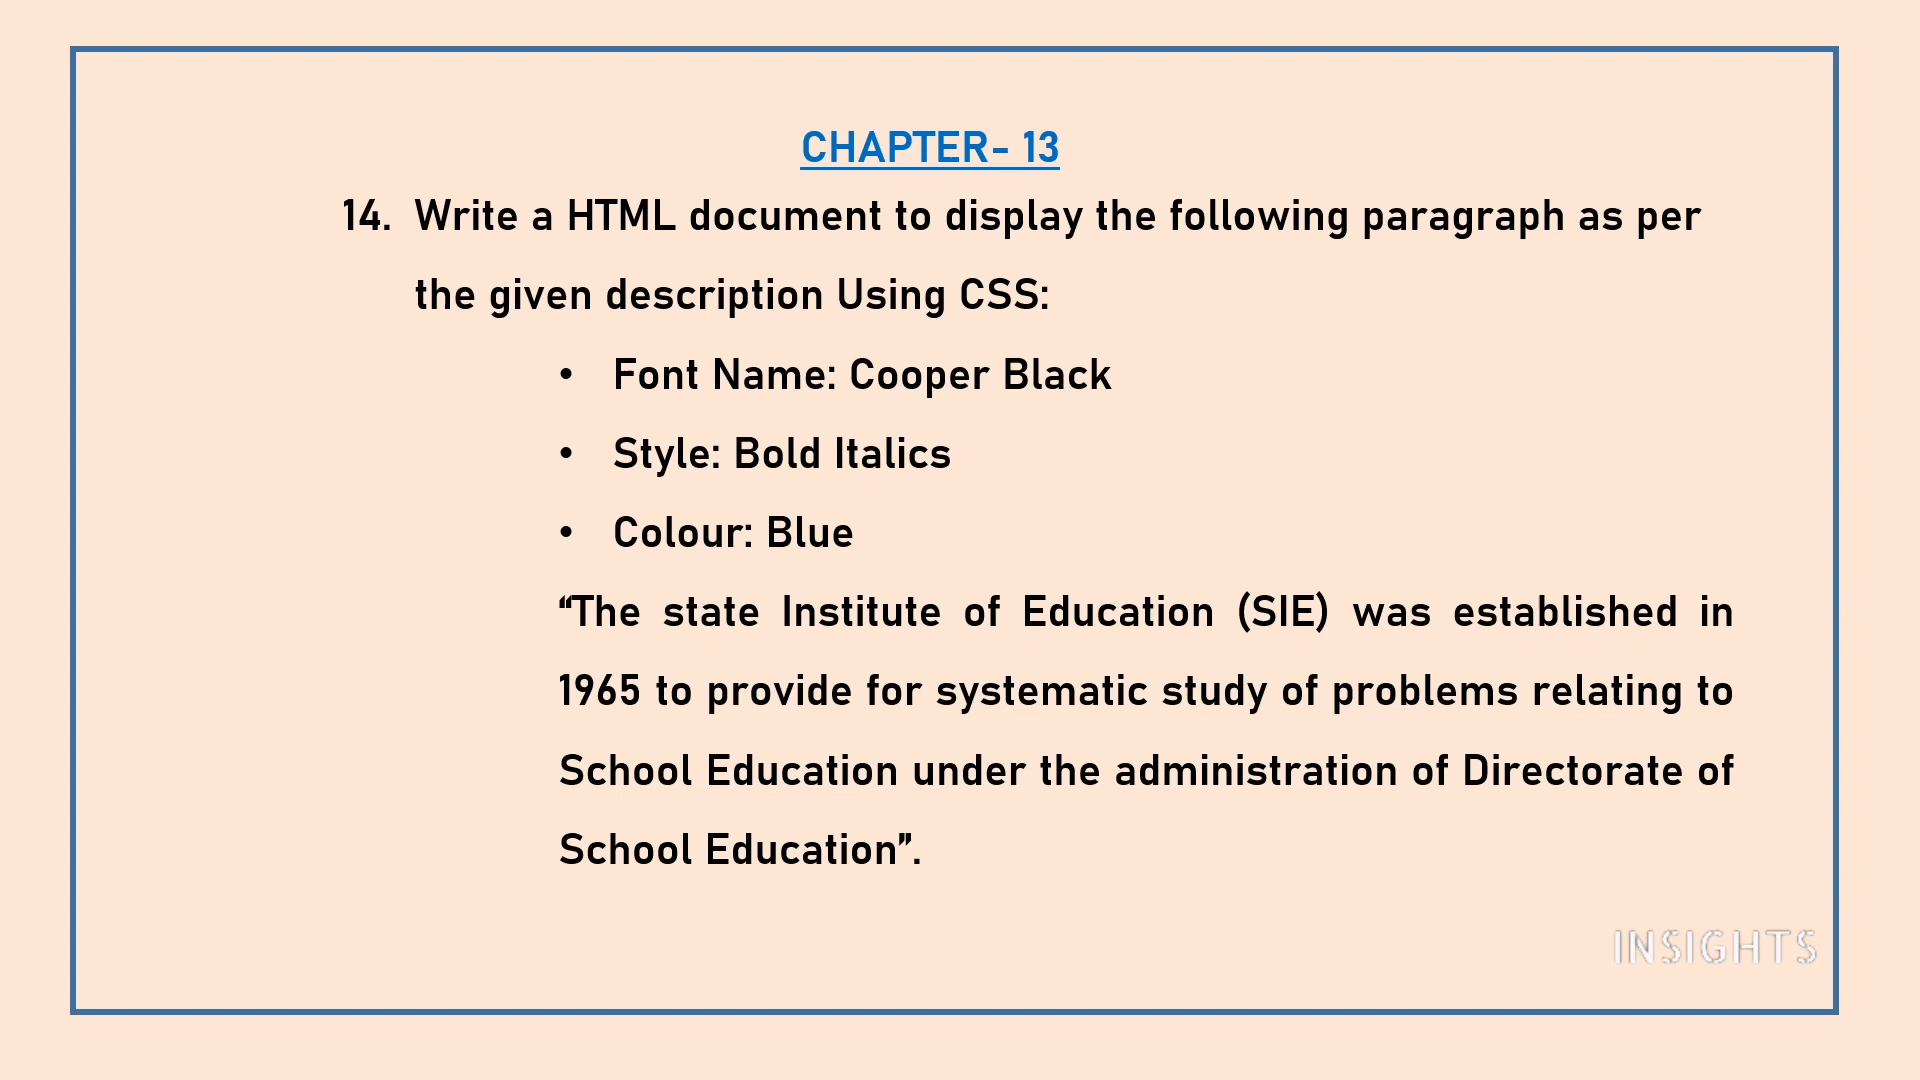 CHAPTER- 13
14. Write a HTML document to display the following paragraph as per
the given description Using CSS:
• Font Name: Cooper Black
• Style: Bold Italics
• Colour: Blue
“The state Institute of Education (SIE) was established in
1965 to provide for systematic study of problems relating to
School Education under the administration of Directorate of
School Education”.
INSIGHTS